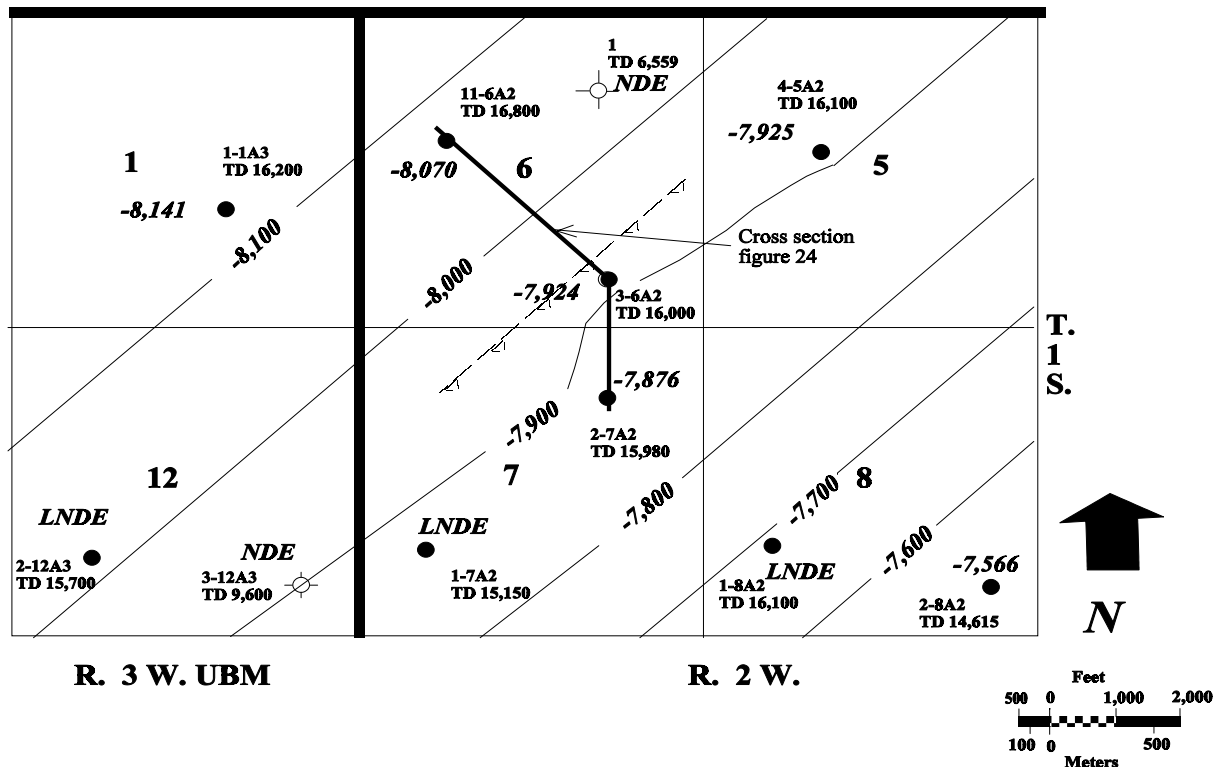 1
TD 6,559
NDE
11-6A2
TD 16,800
4-5A2
TD 16,100
-7,925
1
1-1A3
TD 16,200
-8,070
6
5
-8,141
-8,100
Cross section
figure 24
-8,000
-7,924
3-6A2
TD 16,000
T.
1
S.
-7,876
-7,900
2-7A2
TD 15,980
12
7
8
-7,800
-7,700
LNDE
LNDE
NDE
-7,600
2-12A3
TD 15,700
3-12A3
TD 9,600
1-7A2
TD 15,150
LNDE
1-8A2
TD 16,100
-7,566
2-8A2
TD 14,615
N
R. 3 W. UBM
R. 2 W.
Feet
500 0 1,000 2,000
100 0 500
Meters